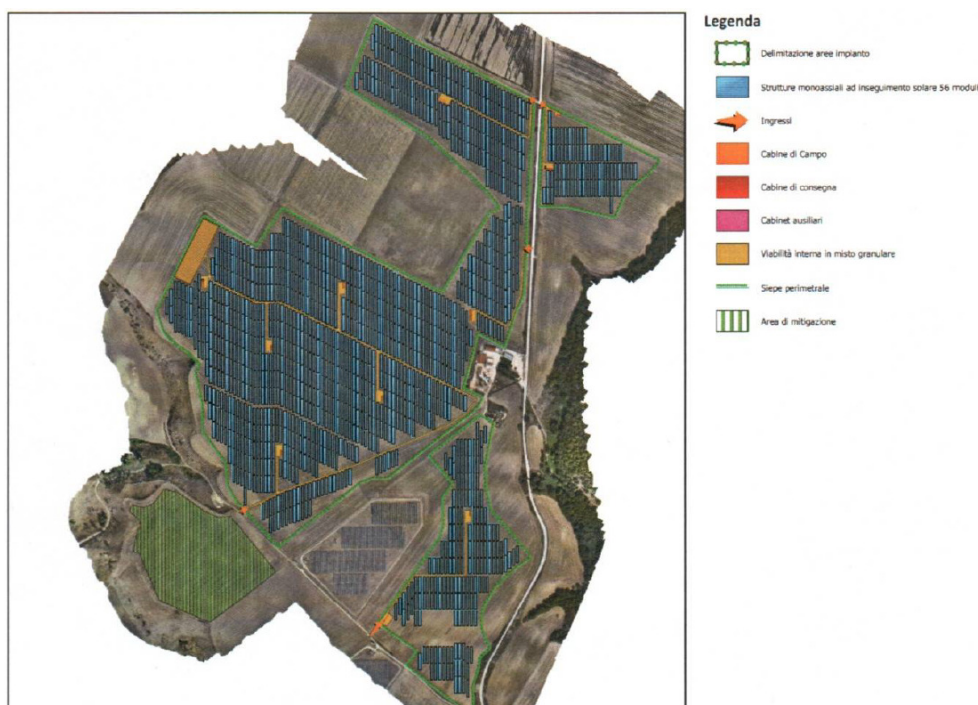 Legenda
Delimitazione aree impianto
Strutture monoassiali ad inseguimento solare 56 moduli
Ingressi
Cabine di Campo
Cabine di consegna
Cabinet ausiliari
Viabilità interna in misto granulare
Siepe perimetrale
Area di mitigazione